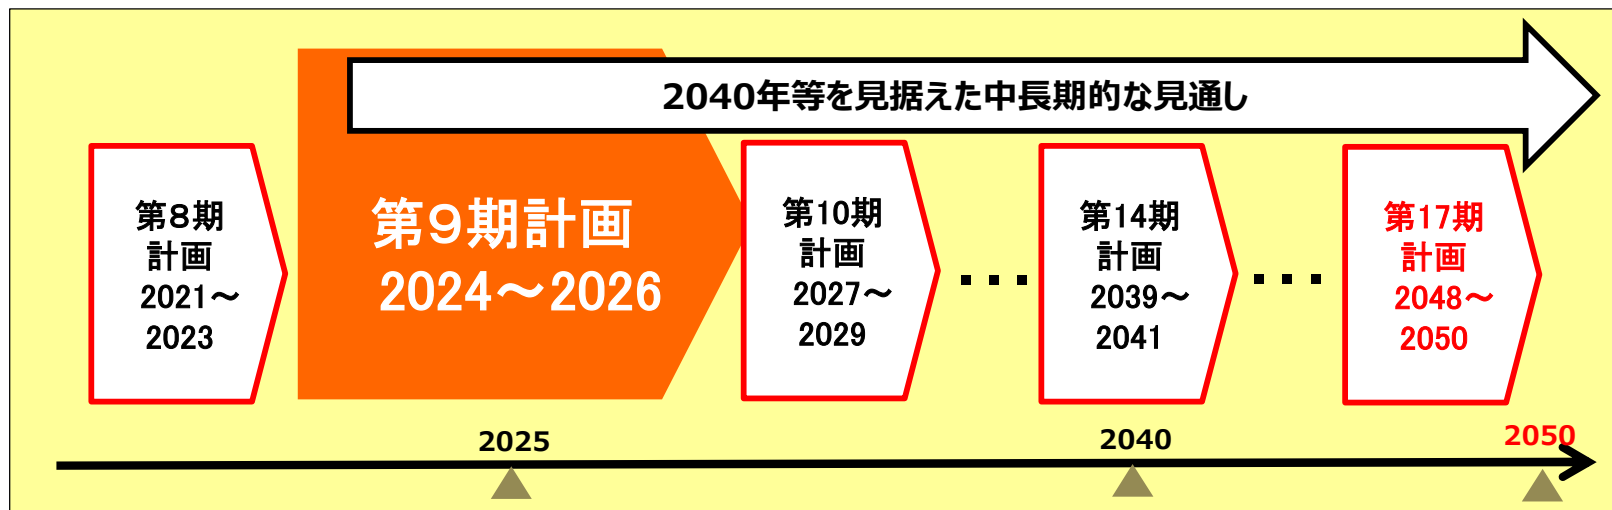 2040年等を見据えた中長期的な見通し
第８期
計画
2021～
2023
第９期計画
2024～2026
第10期
計画
2027～
2029
・・・
第14期
計画
2039～
2041
・・・
第17期
計画
2048～
2050
2025
2040
2050